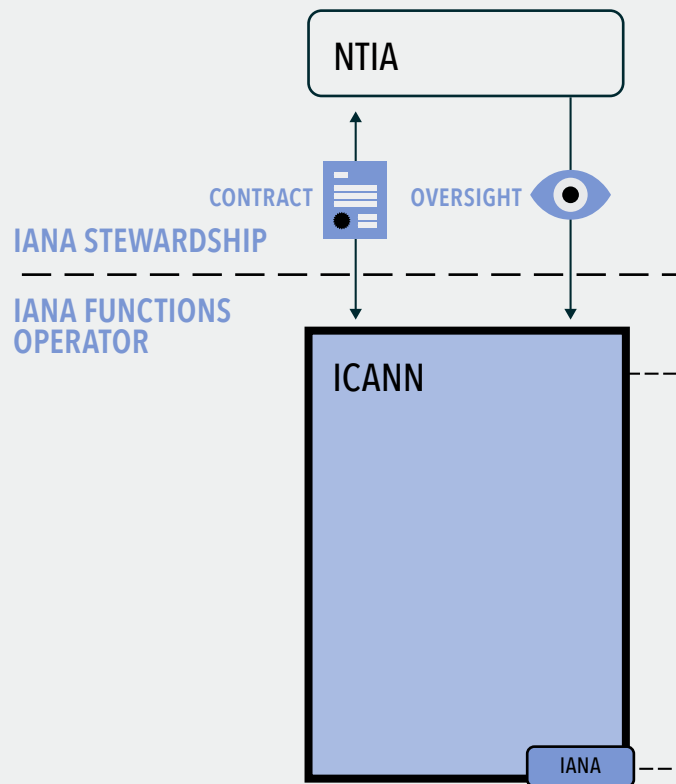 NTIA
CONTRACT
OVERSIGHT
IANA STEWARDSHIP
IANA FUNCTIONS
OPERATOR
ICANN
IANA